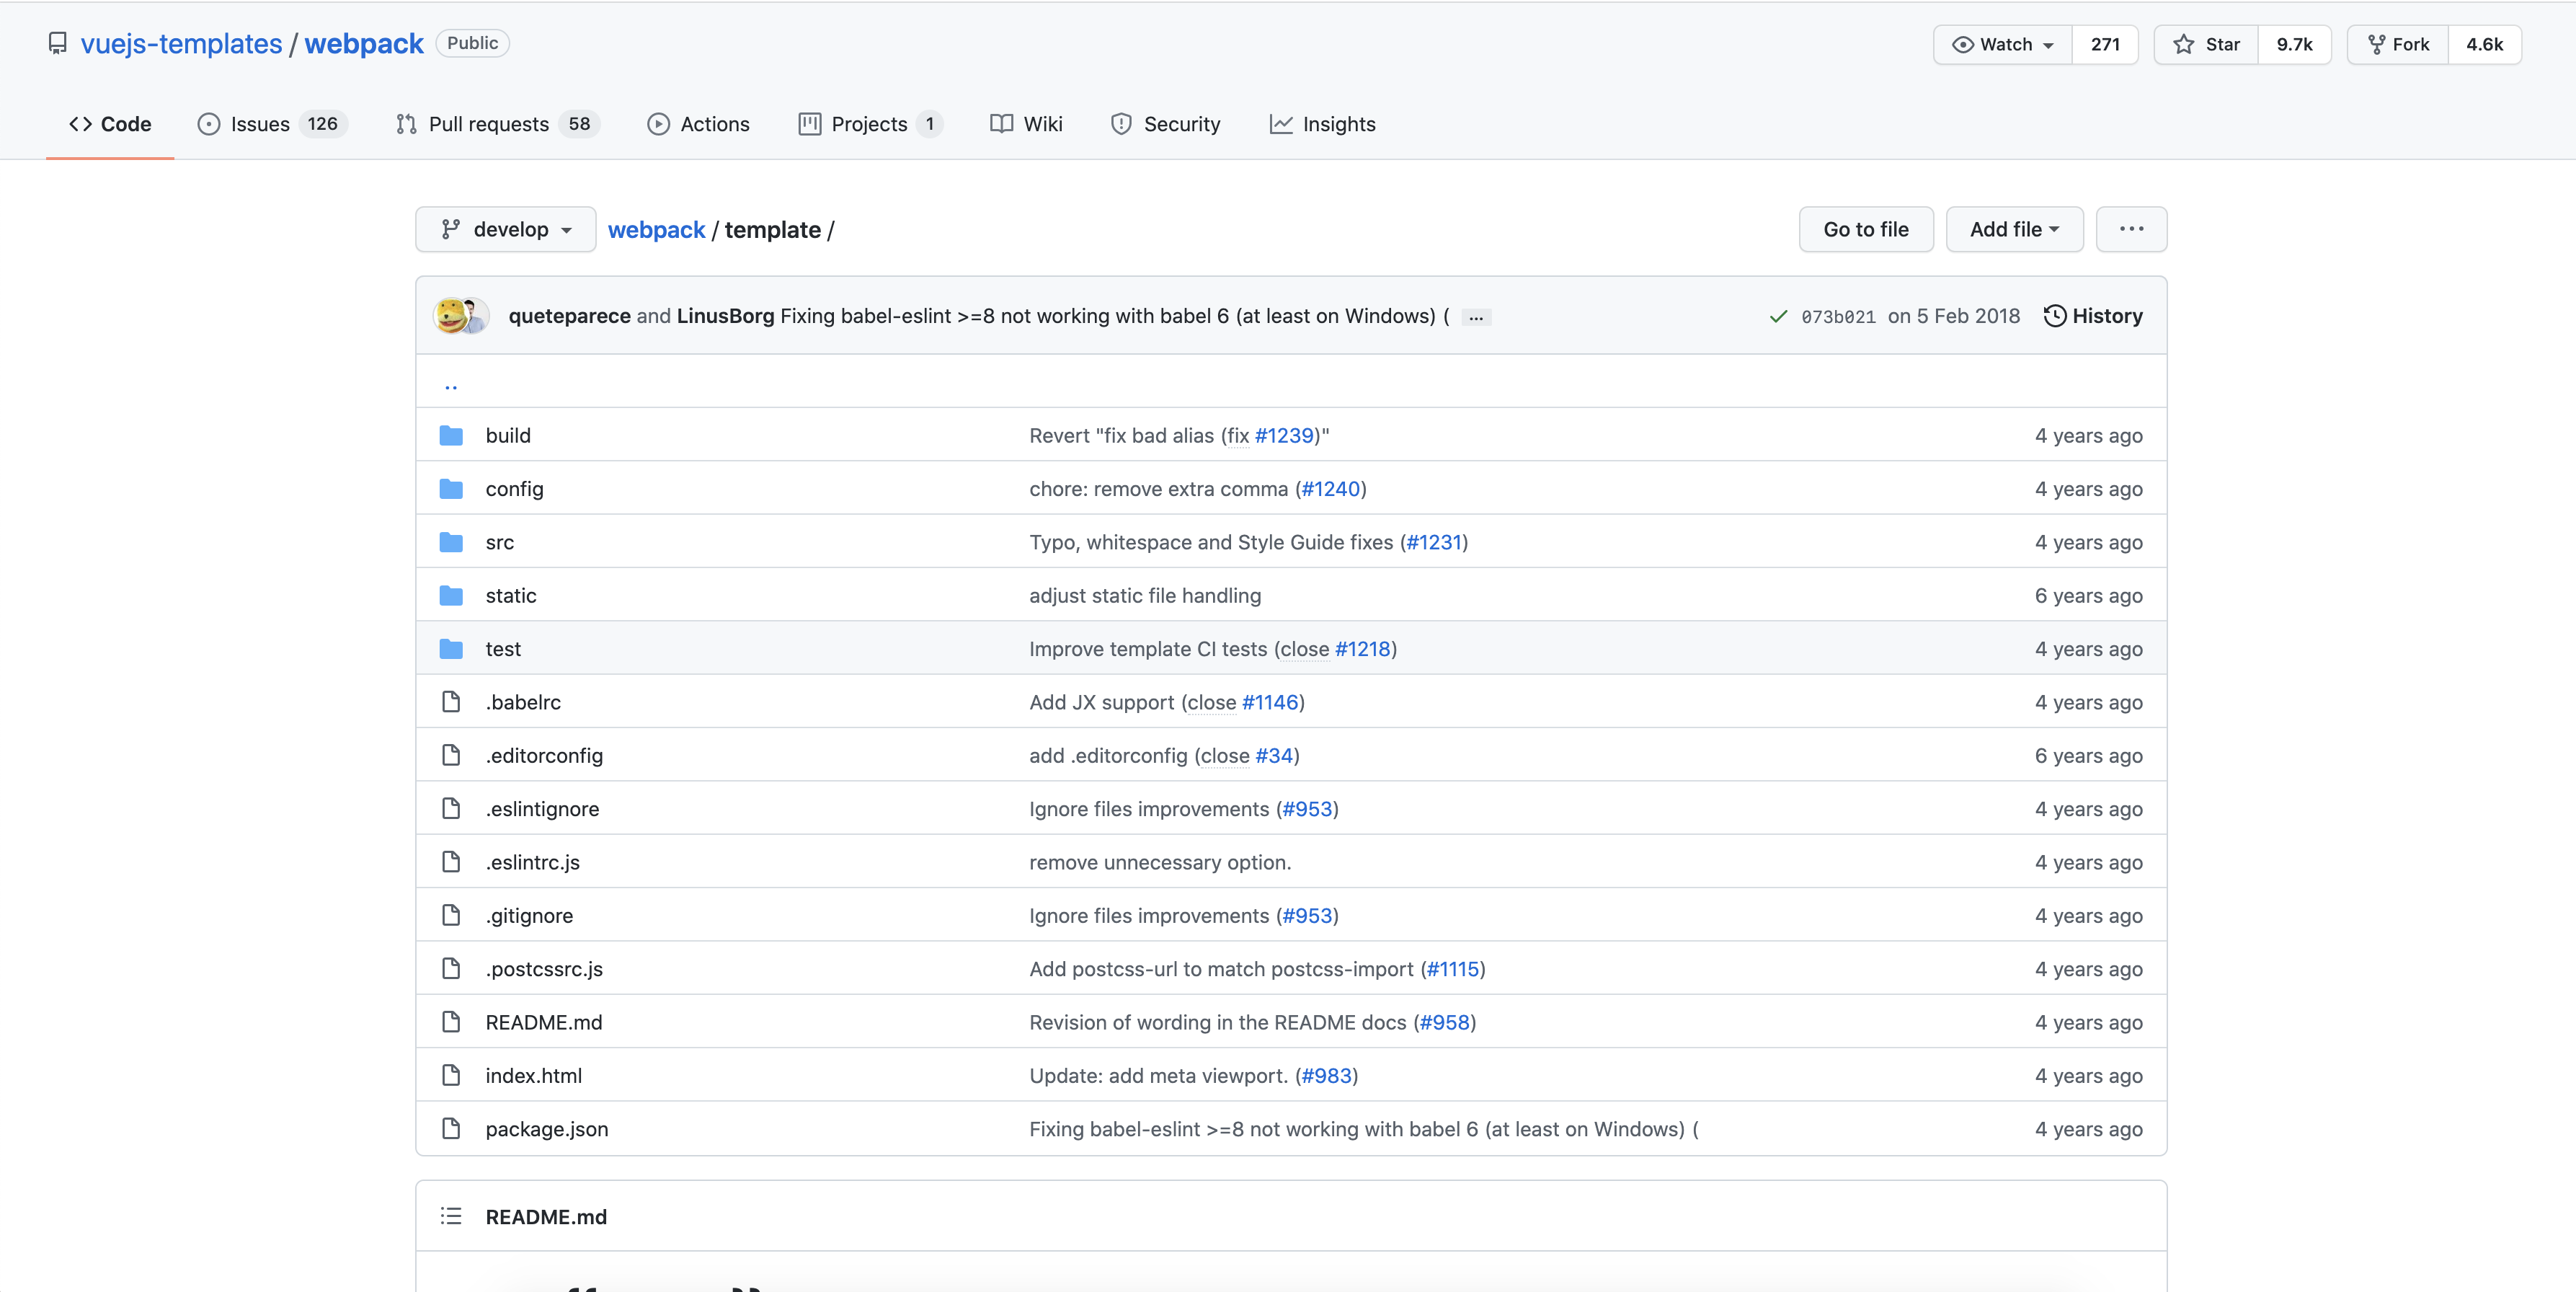 vuejs-templates / webpack Public Watch 271 Star 9.7k Fork 4.6k
Code Issues 126 Pull requests 58 Actions Projects 1 Wiki Security Insights
develop webpack / template / Go to file Add file ...
queteparece and LinusBorg Fixing babel-eslint >=8 not working with babel 6 (at least on Windows) ( ... 073b021 on 5 Feb 2018 History
..
build Revert "fix bad alias (fix #1239)" 4 years ago
config chore: remove extra comma (#1240) 4 years ago
src Typo, whitespace and Style Guide fixes (#1231) 4 years ago
static adjust static file handling 6 years ago
test Improve template CI tests (close #1218) 4 years ago
.babelrc Add JX support (close #1146) 4 years ago
.editorconfig add .editorconfig (close #34) 6 years ago
.eslintignore Ignore files improvements (#953) 4 years ago
.eslintrc.js remove unnecessary option. 4 years ago
.gitignore Ignore files improvements (#953) 4 years ago
.postcssrc.js Add postcss-url to match postcss-import (#1115) 4 years ago
README.md Revision of wording in the README docs (#958) 4 years ago
index.html Update: add meta viewport. (#983) 4 years ago
package.json Fixing babel-eslint >=8 not working with babel 6 (at least on Windows) ( 4 years ago
README.md